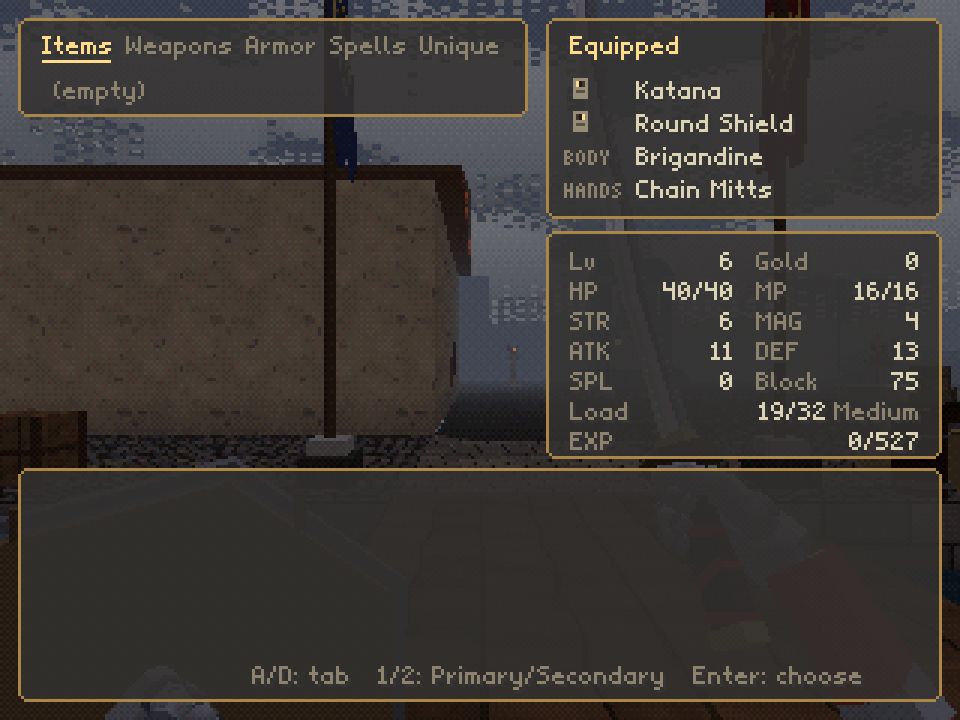 Items Weapons Armor Spells Unique
(empty)
Equipped
Katana
Round Shield
BODY Brigandine
HANDS Chain Mitts
Lv 6 Gold 0
HP 40/40 MP 16/16
STR 6 MAG 4
ATK 11 DEF 13
SPL 0 Block 75
Load 19/32 Medium
EXP 0/527
A/D: tab 1/2: Primary/Secondary Enter: choose